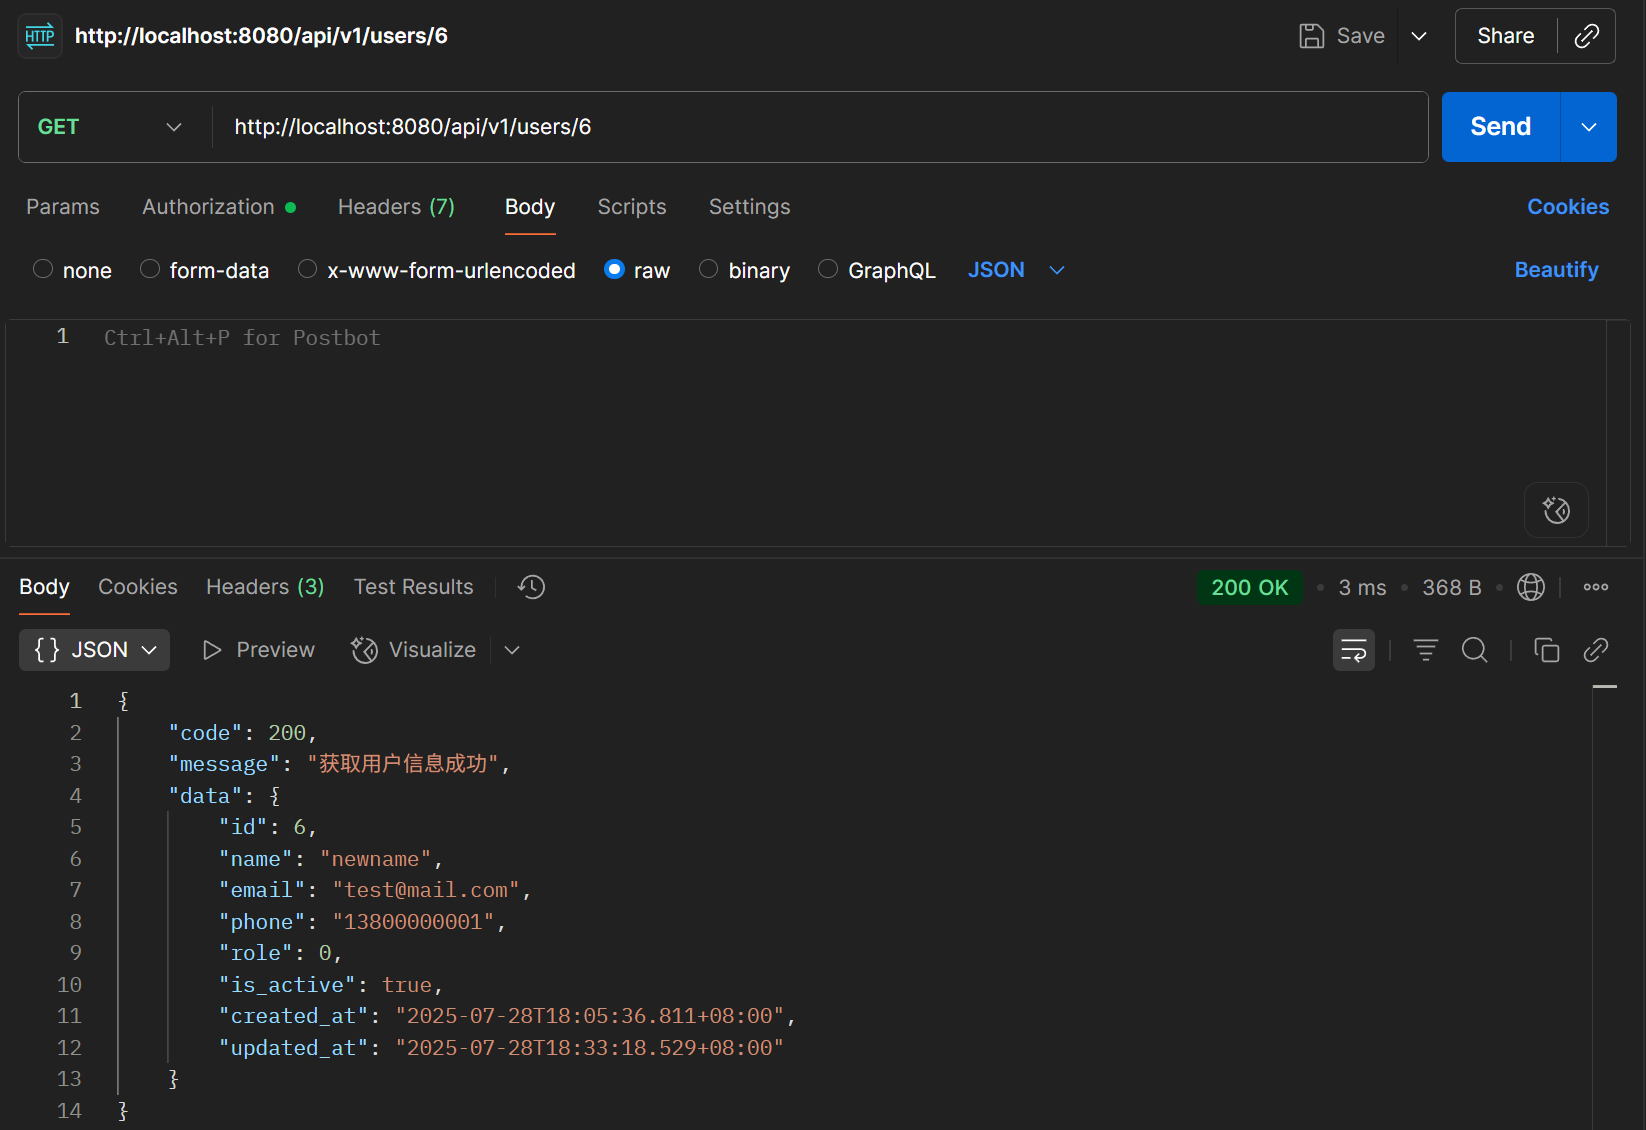 HTTP http://localhost:8080/api/v1/users/6 Save Share
GET http://localhost:8080/api/v1/users/6 Send
Params Authorization Headers (7) Body Scripts Settings Cookies
none form-data x-www-form-urlencoded raw binary GraphQL JSON Beautify
1 Ctrl+Alt+P for Postbot
Body Cookies Headers (3) Test Results 200 OK • 3 ms • 368 B •
{} JSON Preview Visualize
1 {
2 "code": 200,
3 "message": "获取用户信息成功",
4 "data": {
5 "id": 6,
6 "name": "newname",
7 "email": "test@mail.com",
8 "phone": "13800000001",
9 "role": 0,
10 "is_active": true,
11 "created_at": "2025-07-28T18:05:36.811+08:00",
12 "updated_at": "2025-07-28T18:33:18.529+08:00"
13 }
14 }